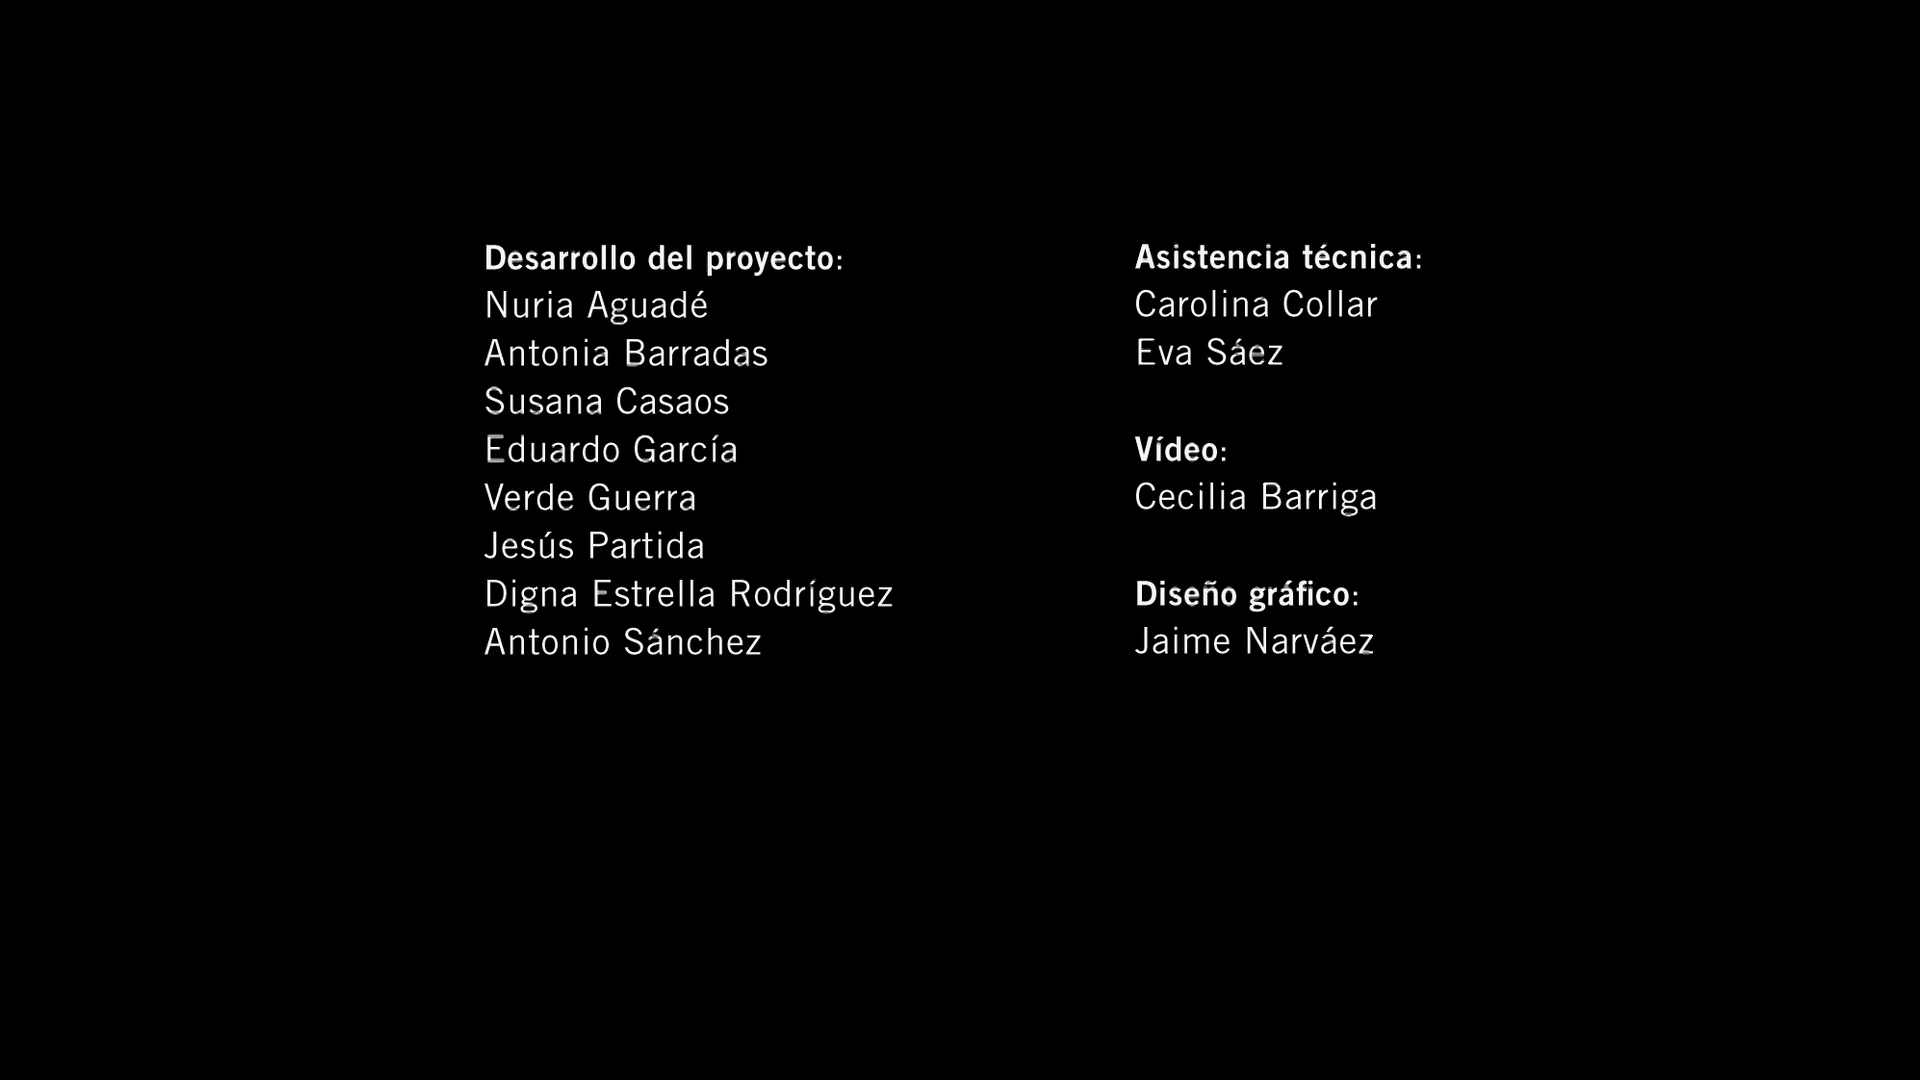 Desarrollo del proyecto:
Nuria Aguadé
Antonia Barradas
Susana Casaos
Eduardo García
Verde Guerra
Jesús Partida
Digna Estrella Rodríguez
Antonio Sánchez
Asistencia técnica:
Carolina Collar
Eva Sáez
Vídeo:
Cecilia Barriga
Diseño gráfico:
Jaime Narváez